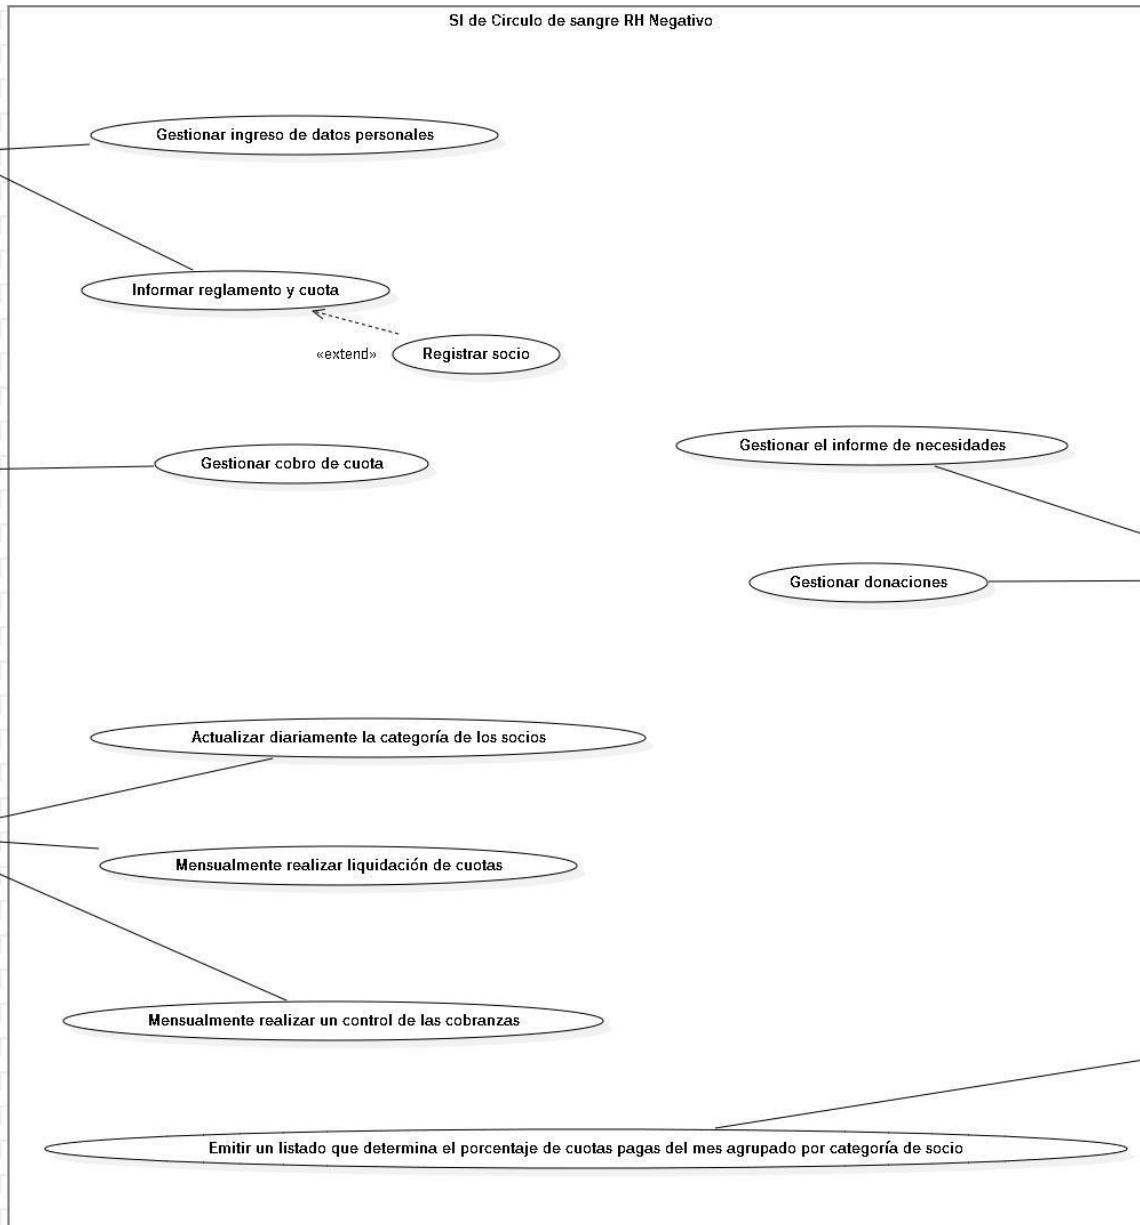 SI de Circulo de sangre RH Negativo
Gestionar ingreso de datos personales
Informar reglamento y cuota
«extend»
Registrar socio
Gestionar cobro de cuota
Gestionar el informe de necesidades
Gestionar donaciones
Actualizar diariamente la categoría de los socios
Mensualmente realizar liquidación de cuotas
Mensualmente realizar un control de las cobranzas
Emitir un listado que determina el porcentaje de cuotas pagas del mes agrupado por categoría de socio